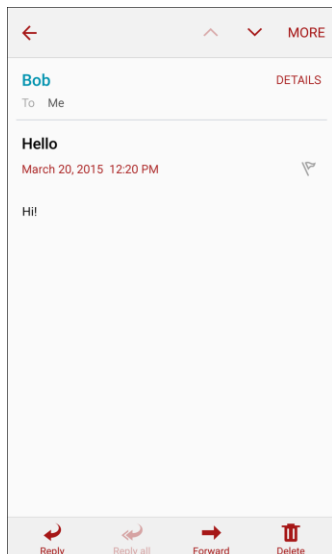 MORE
Bob DETAILS
To Me
Hello
March 20, 2015 12:20 PM
Hi!
Reply Reply all Forward Delete